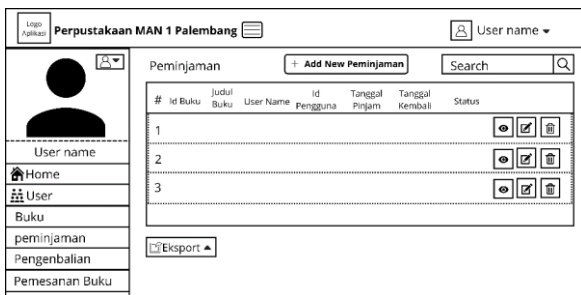 Logo
Aplikasi
Perpustakaan MAN 1 Palembang
User name
User name
Home
User
Buku
peminjaman
Pengenbalian
Pemesanan Buku
Peminjaman
+ Add New Peminjaman
Search
# Id Buku Judul Buku User Name Id Pengguna Tanggal Pinjam Tanggal Kembali Status
1
2
3
Eksport